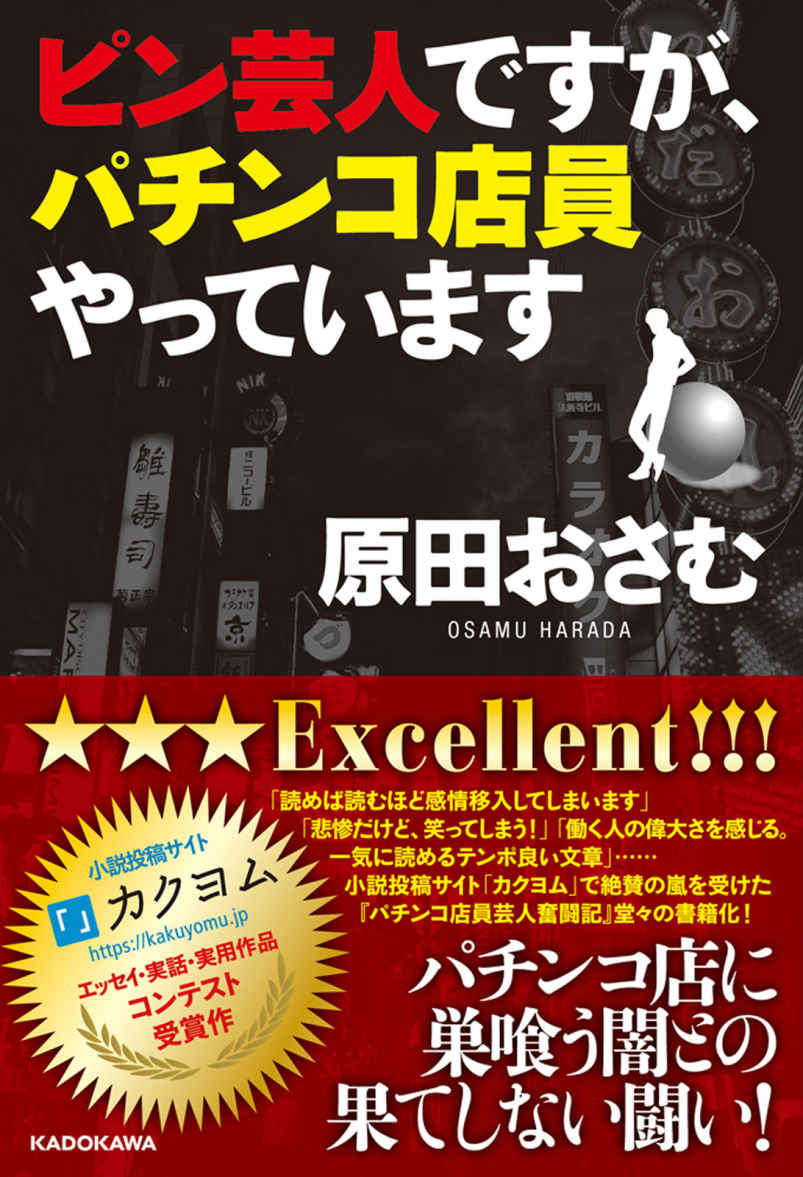 ピン芸人ですが、
パチンコ店員
やっています
だ
お
雛寿司
カラオケ
京
原田おさむ
OSAMU HARADA
★★★Excellent!!!
「読めば読むほど感情移入してしまいます」
「悲惨だけど、笑ってしまう!」「働く人の偉大さを感じる。
一気に読めるテンポ良い文章」……
小説投稿サイト「カクヨム」で絶賛の嵐を受けた
『パチンコ店員芸人奮闘記』堂々の書籍化!
小説投稿サイト
「」カクヨム
https://kakuyomu.jp
エッセイ・実話・実用作品
コンテスト
受賞作
パチンコ店に
巣喰う闇との
果てしない闘い!
KADOKAWA